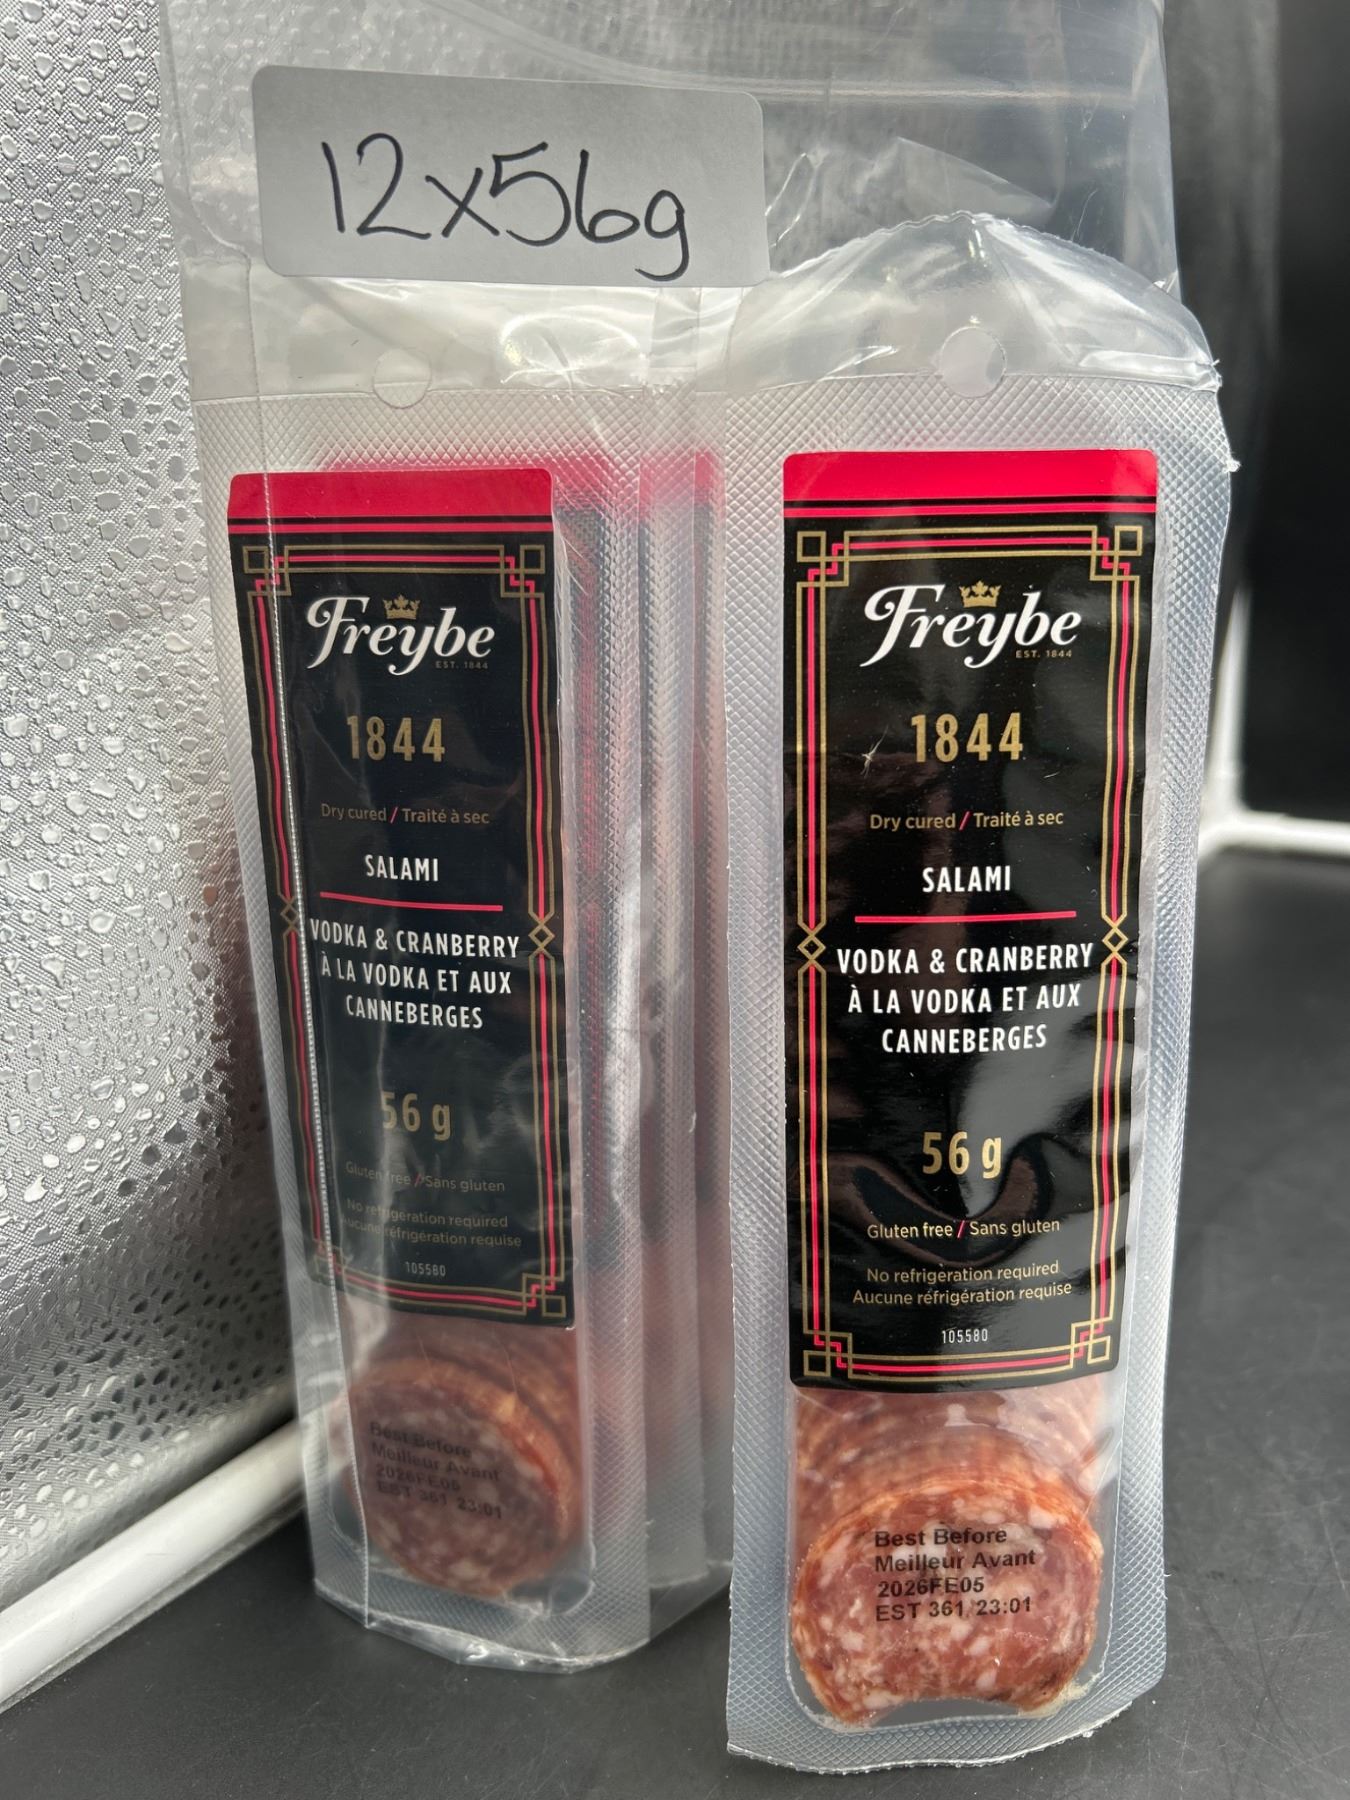 12x56g
Freybe
EST. 1844
1844
Dry cured / Traité à sec
SALAMI
VODKA & CRANBERRY
À LA VODKA ET AUX
CANNEBERGES
56 g
Gluten free / Sans gluten
No refrigeration required
Aucune réfrigération requise
105580
Best Before
Meilleur Avant
2026FE05
EST 361 23:01
Freybe
EST. 1844
1844
Dry cured / Traité à sec
SALAMI
VODKA & CRANBERRY
À LA VODKA ET AUX
CANNEBERGES
56 g
Gluten free / Sans gluten
No refrigeration required
Aucune réfrigération requise
105580
Best Before
Meilleur Avant
2026FE05
EST 361 23:01